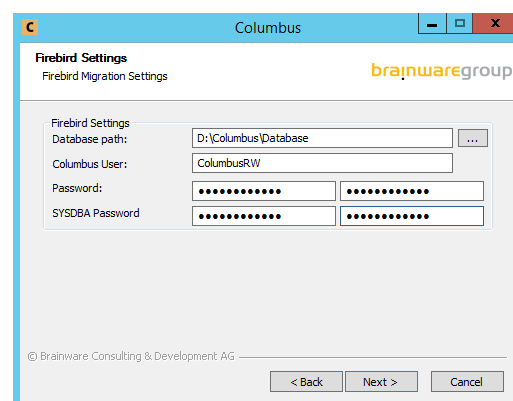 C Columbus
Firebird Settings
Firebird Migration Settings
brainwaregroup
Firebird Settings
Database path: D:\Columbus\Database ...
Columbus User: ColumbusRW
Password: ●●●●●●●●●●●● ●●●●●●●●●●●●
SYSDBA Password ●●●●●●●●●●●● ●●●●●●●●●●●●
© Brainware Consulting & Development AG
< Back Next > Cancel